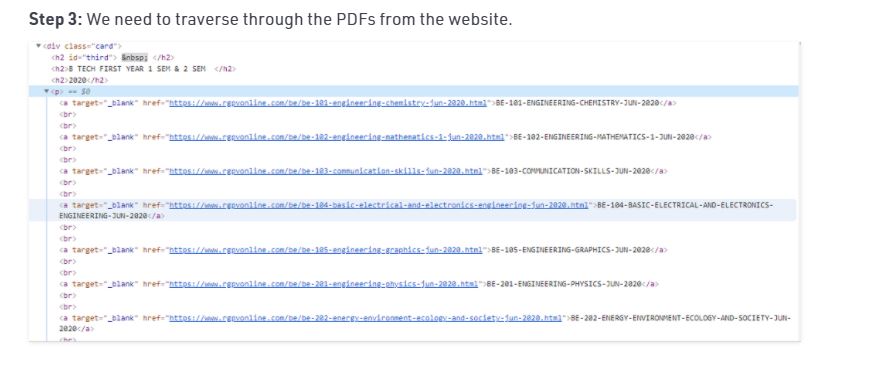 Step 3: We need to traverse through the PDFs from the website.
▼<div class="card">
<h2 id="third"> &nbsp; </h2>
<h2>B TECH FIRST YEAR 1 SEM & 2 SEM </h2>
<h2>2020</h2>
▼<p> == $0
<a target="_blank" href="https://www.rgpvonline.com/be/be-101-engineering-chemistry-jun-2020.html">BE-101-ENGINEERING-CHEMISTRY-JUN-2020</a>
<br>
<br>
<a target="_blank" href="https://www.rgpvonline.com/be/be-102-engineering-mathematics-1-jun-2020.html">BE-102-ENGINEERING-MATHEMATICS-1-JUN-2020</a>
<br>
<br>
<a target="_blank" href="https://www.rgpvonline.com/be/be-103-communication-skills-jun-2020.html">BE-103-COMMUNICATION-SKILLS-JUN-2020</a>
<br>
<br>
<a target="_blank" href="https://www.rgpvonline.com/be/be-104-basic-electrical-and-electronics-engineering-jun-2020.html">BE-104-BASIC-ELECTRICAL-AND-ELECTRONICS-
ENGINEERING-JUN-2020</a>
<br>
<br>
<a target="_blank" href="https://www.rgpvonline.com/be/be-105-engineering-graphics-jun-2020.html">BE-105-ENGINEERING-GRAPHICS-JUN-2020</a>
<br>
<br>
<a target="_blank" href="https://www.rgpvonline.com/be/be-201-engineering-physics-jun-2020.html">BE-201-ENGINEERING-PHYSICS-JUN-2020</a>
<br>
<br>
<a target="_blank" href="https://www.rgpvonline.com/be/be-202-energy-environment-ecology-and-society-jun-2020.html">BE-202-ENERGY-ENVIRONMENT-ECOLOGY-AND-SOCIETY-JUN-
2020</a>
<br>